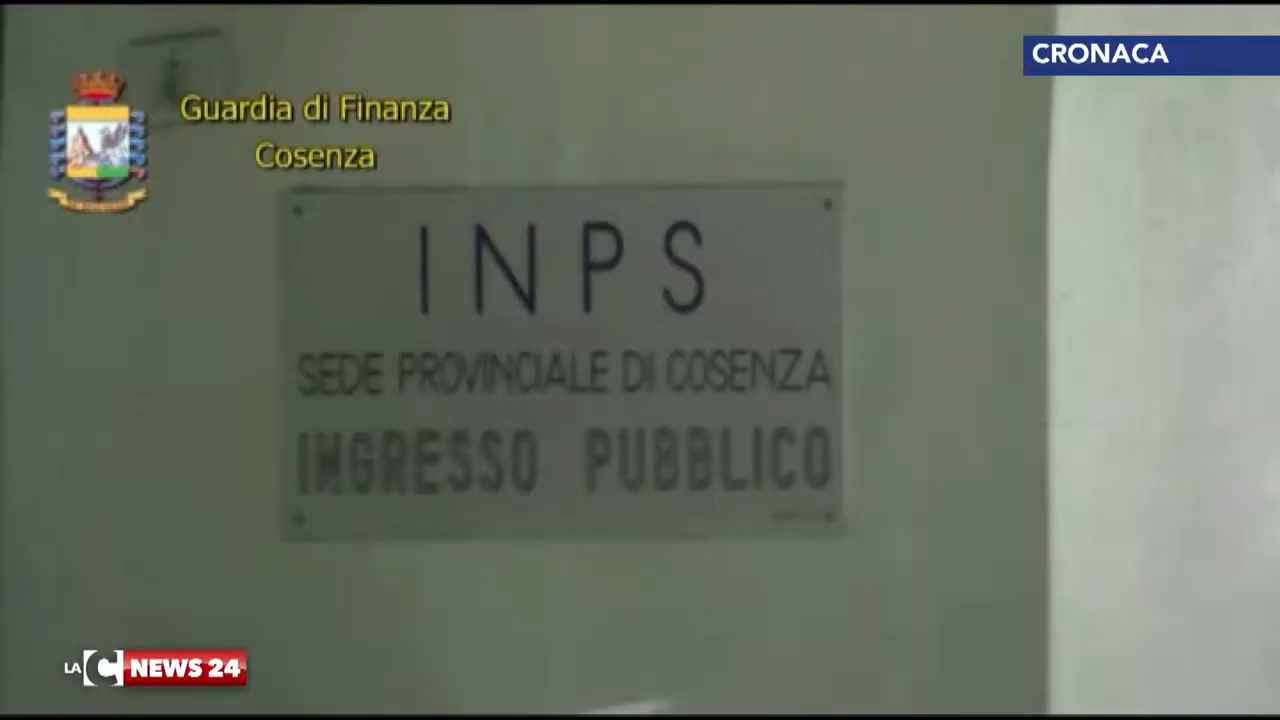 CRONACA
Guardia di Finanza
Cosenza
INPS
SEDE PROVINCIALE DI COSENZA
INGRESSO PUBBLICO
LA C NEWS 24